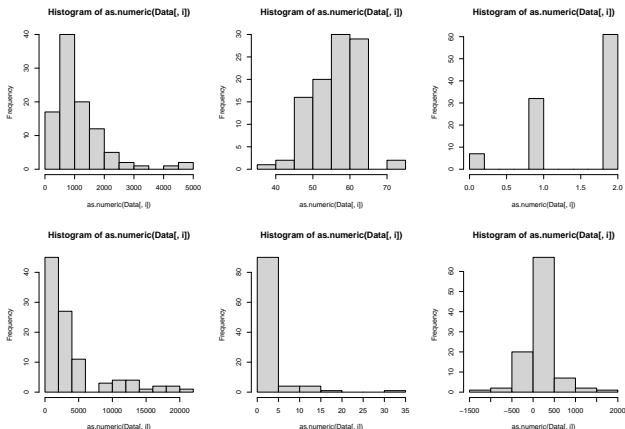 Histogram of as.numeric(Data[, i])
Histogram of as.numeric(Data[, i])
Histogram of as.numeric(Data[, i])
Frequency
0 10 20 30 40
0 1000 2000 3000 4000 5000
as.numeric(Data[, i])
Frequency
0 5 10 15 20 25 30
40 50 60 70
as.numeric(Data[, i])
Frequency
0 10 20 30 40 50 60
0.0 0.5 1.0 1.5 2.0
as.numeric(Data[, i])
Histogram of as.numeric(Data[, i])
Histogram of as.numeric(Data[, i])
Histogram of as.numeric(Data[, i])
Frequency
0 10 20 30 40
0 5000 10000 15000 20000
as.numeric(Data[, i])
Frequency
0 20 40 60 80
0 5 10 15 20 25 30 35
as.numeric(Data[, i])
Frequency
0 10 20 30 40 50 60
−1500 −500 0 500 1000 2000
as.numeric(Data[, i])